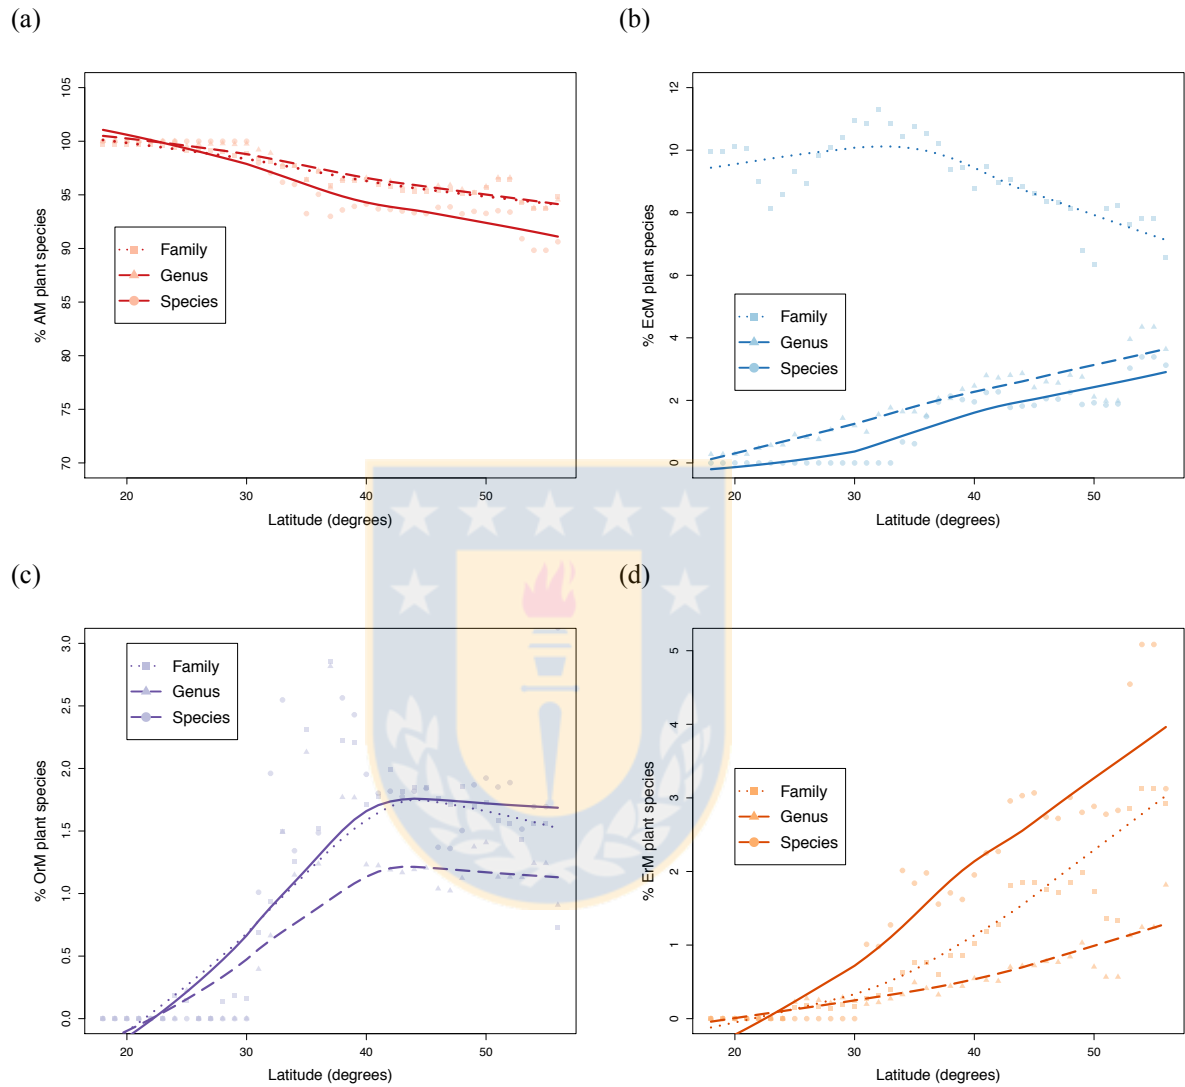 (a)
105
100
95
90
85
80
75
70
% AM plant species
Family
Genus
Species
20 30 40 50
Latitude (degrees)
(b)
12
10
8
6
4
2
0
% EcM plant species
Family
Genus
Species
20 30 40 50
Latitude (degrees)
(c)
3.0
2.5
2.0
1.5
1.0
0.5
0.0
% OrM plant species
Family
Genus
Species
20 30 40 50
Latitude (degrees)
(d)
5
4
3
2
1
0
% ErM plant species
Family
Genus
Species
20 30 40 50
Latitude (degrees)